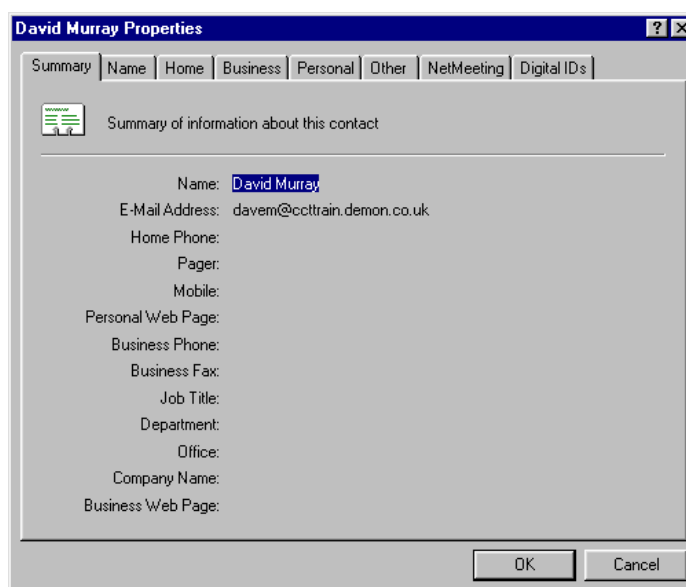 David Murray Properties
Summary Name Home Business Personal Other NetMeeting Digital IDs
Summary of information about this contact
Name: David Murray
E-Mail Address: davem@ccttrain.demon.co.uk
Home Phone:
Pager:
Mobile:
Personal Web Page:
Business Phone:
Business Fax:
Job Title:
Department:
Office:
Company Name:
Business Web Page:
OK Cancel